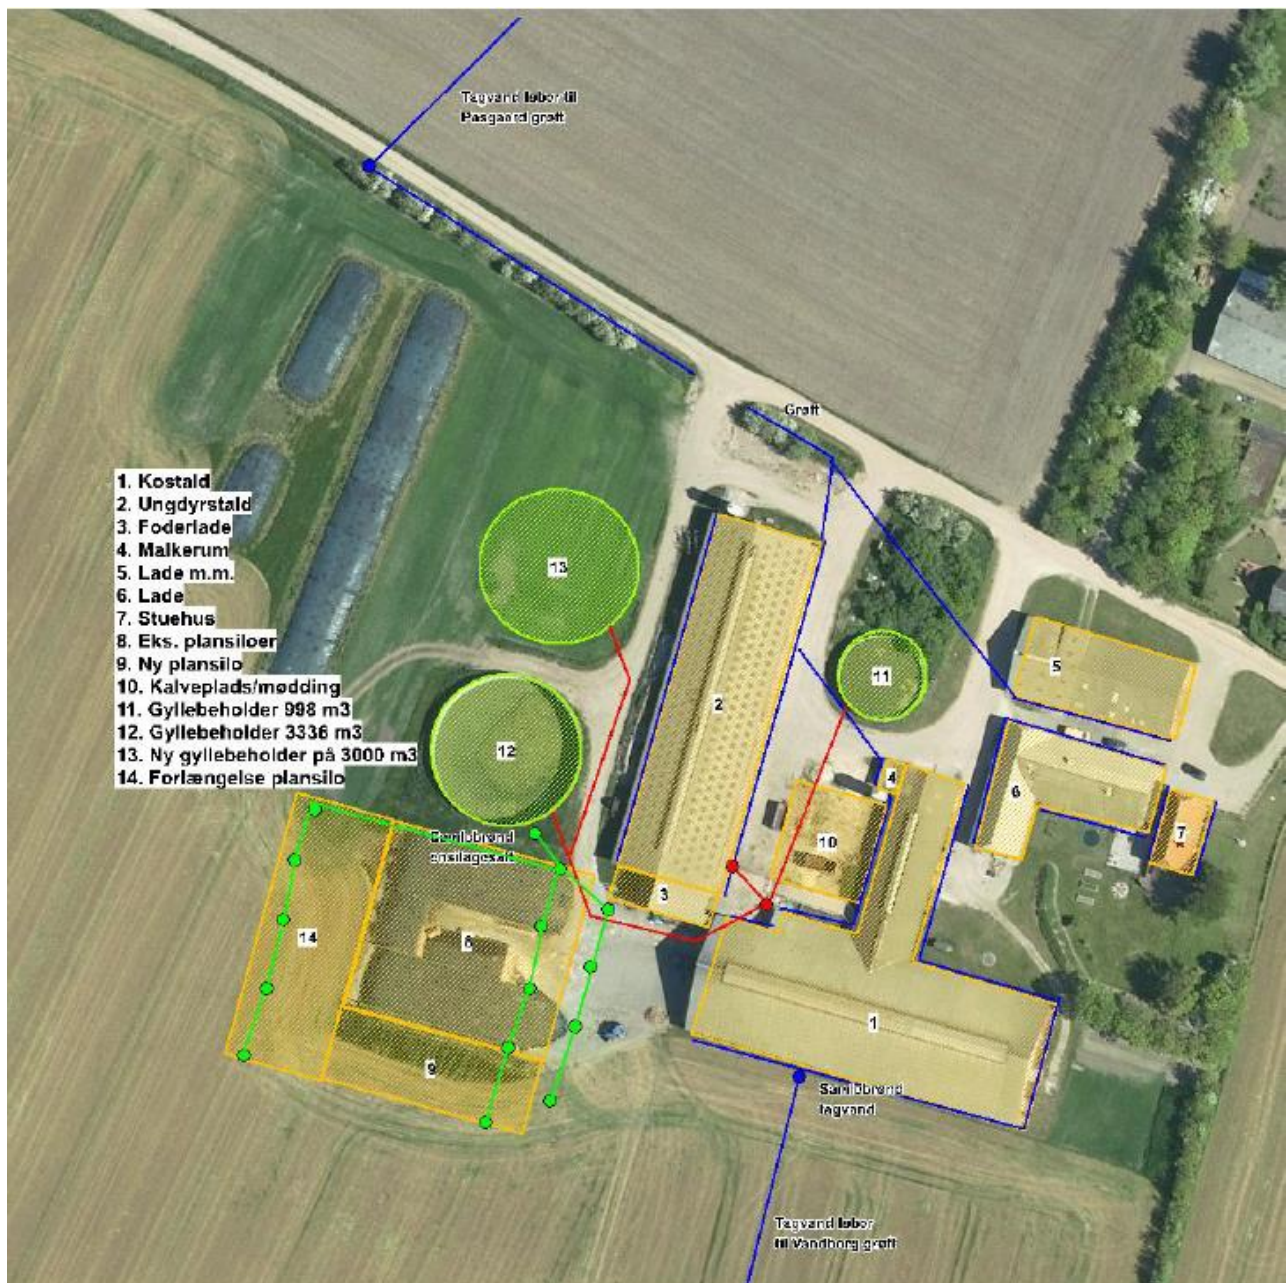 Tagvand løber til
Pasgaard grøft
Grøft
1. Kostald
2. Ungdyrstald
3. Foderlade
4. Malkerum
5. Lade m.m.
6. Lade
7. Stuehus
8. Eks. plansiloer
9. Ny plansilo
10. Kalveplads/mødding
11. Gyllebeholder 998 m3
12. Gyllebeholder 3336 m3
13. Ny gyllebeholder på 3000 m3
14. Forlængelse plansilo
13
5
11
2
12
4
6
7
10
Samlebrønd
ensilagesaft
3
14
8
1
9
Samlebrønd
tagvand
Tagvand løber
til Vandborg grøft